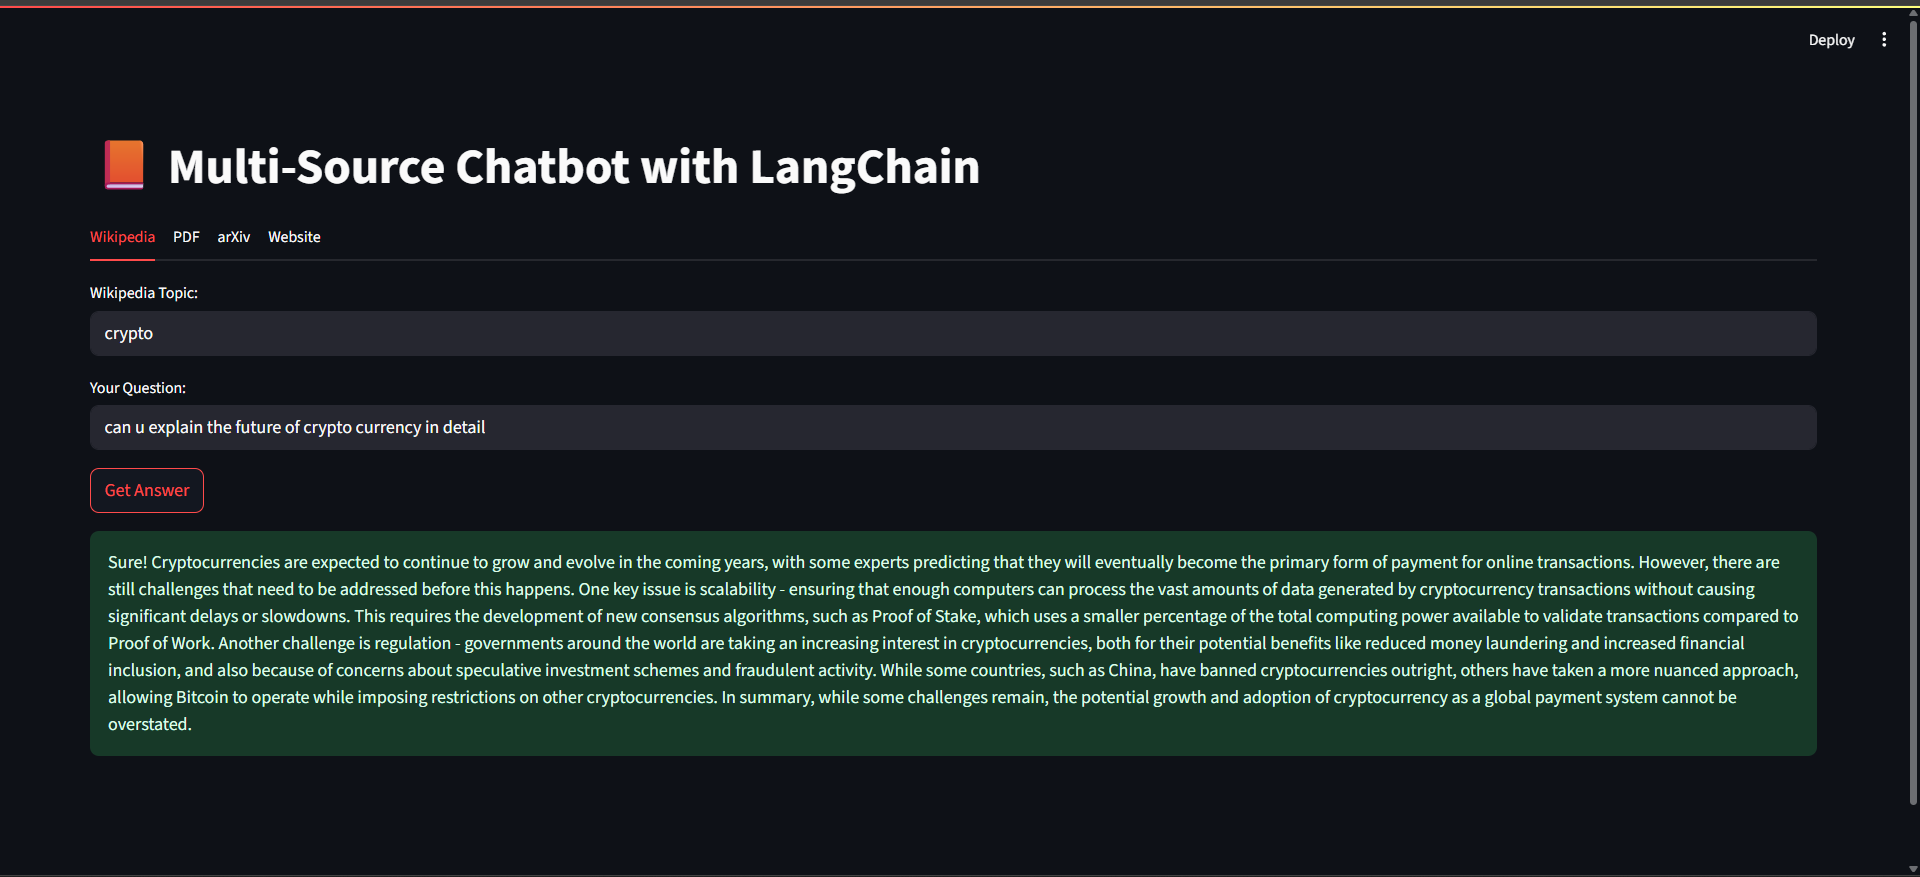 Deploy
Multi-Source Chatbot with LangChain
Wikipedia PDF arXiv Website
Wikipedia Topic:
crypto
Your Question:
can u explain the future of crypto currency in detail
Get Answer
Sure! Cryptocurrencies are expected to continue to grow and evolve in the coming years, with some experts predicting that they will eventually become the primary form of payment for online transactions. However, there are
still challenges that need to be addressed before this happens. One key issue is scalability - ensuring that enough computers can process the vast amounts of data generated by cryptocurrency transactions without causing
significant delays or slowdowns. This requires the development of new consensus algorithms, such as Proof of Stake, which uses a smaller percentage of the total computing power available to validate transactions compared to
Proof of Work. Another challenge is regulation - governments around the world are taking an increasing interest in cryptocurrencies, both for their potential benefits like reduced money laundering and increased financial
inclusion, and also because of concerns about speculative investment schemes and fraudulent activity. While some countries, such as China, have banned cryptocurrencies outright, others have taken a more nuanced approach,
allowing Bitcoin to operate while imposing restrictions on other cryptocurrencies. In summary, while some challenges remain, the potential growth and adoption of cryptocurrency as a global payment system cannot be
overstated.